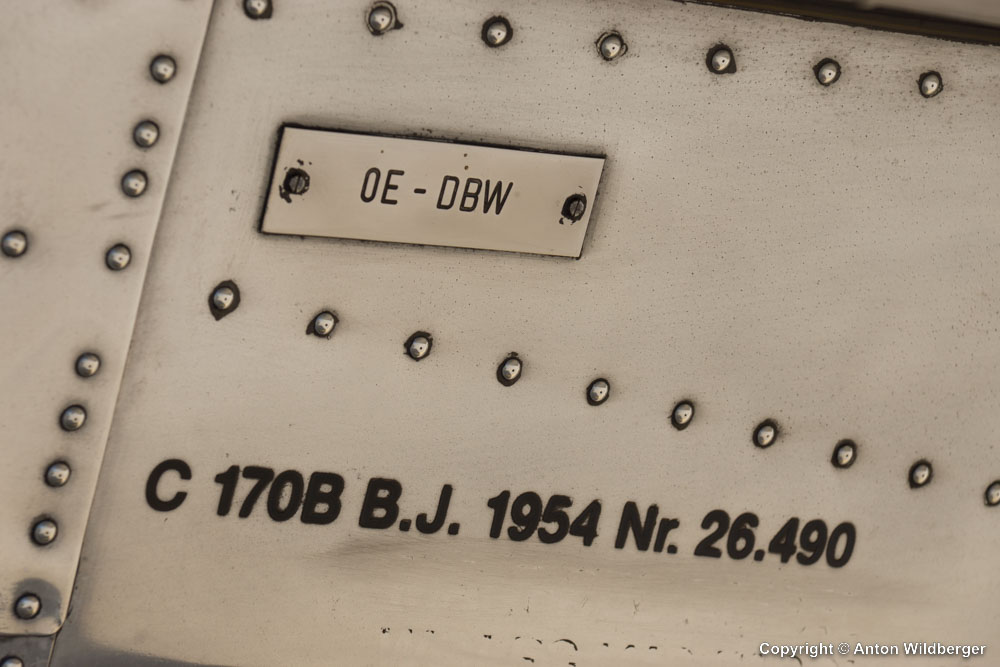 OE - DBW
C 170B B.J. 1954 Nr. 26.490
Copyright © Anton Wildberger